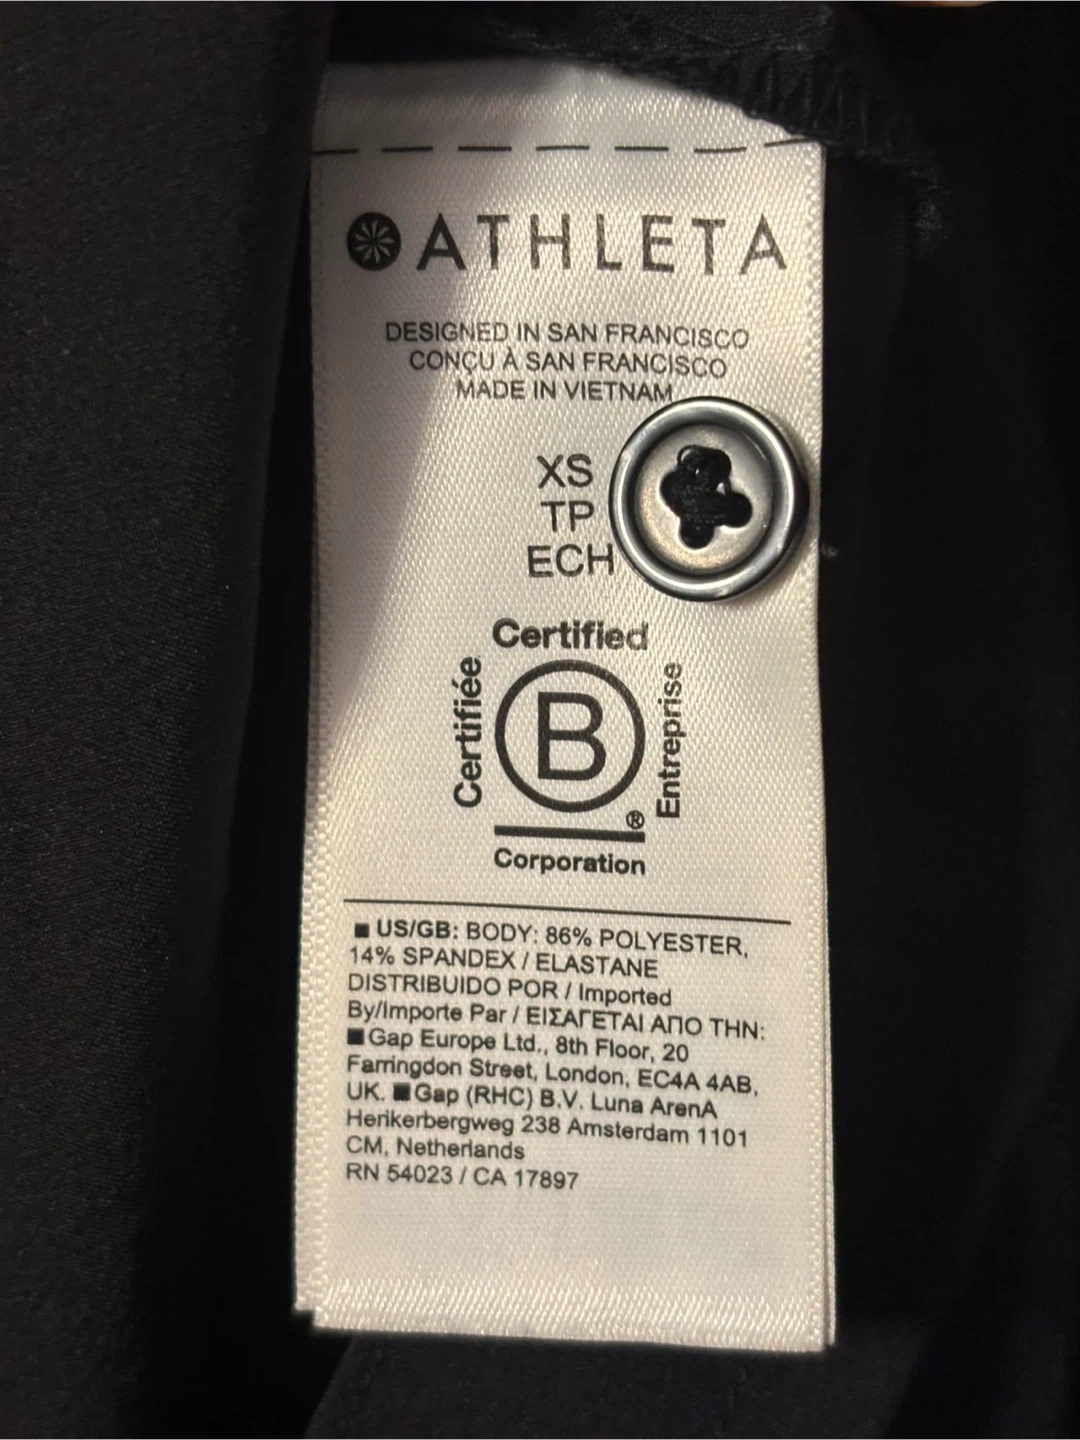 ATHLETA
DESIGNED IN SAN FRANCISCO
CONÇU À SAN FRANCISCO
MADE IN VIETNAM
XS
TP
ECH
Certified
Certifiée
B
Entreprise
®
Corporation
■ US/GB: BODY: 86% POLYESTER,
14% SPANDEX / ELASTANE
DISTRIBUIDO POR / Imported
By/Importe Par / ΕΙΣΑΓΕΤΑΙ ΑΠΟ ΤΗΝ:
■ Gap Europe Ltd., 8th Floor, 20
Farringdon Street, London, EC4A 4AB,
UK. ■ Gap (RHC) B.V. Luna ArenA
Herikerbergweg 238 Amsterdam 1101
CM, Netherlands
RN 54023 / CA 17897